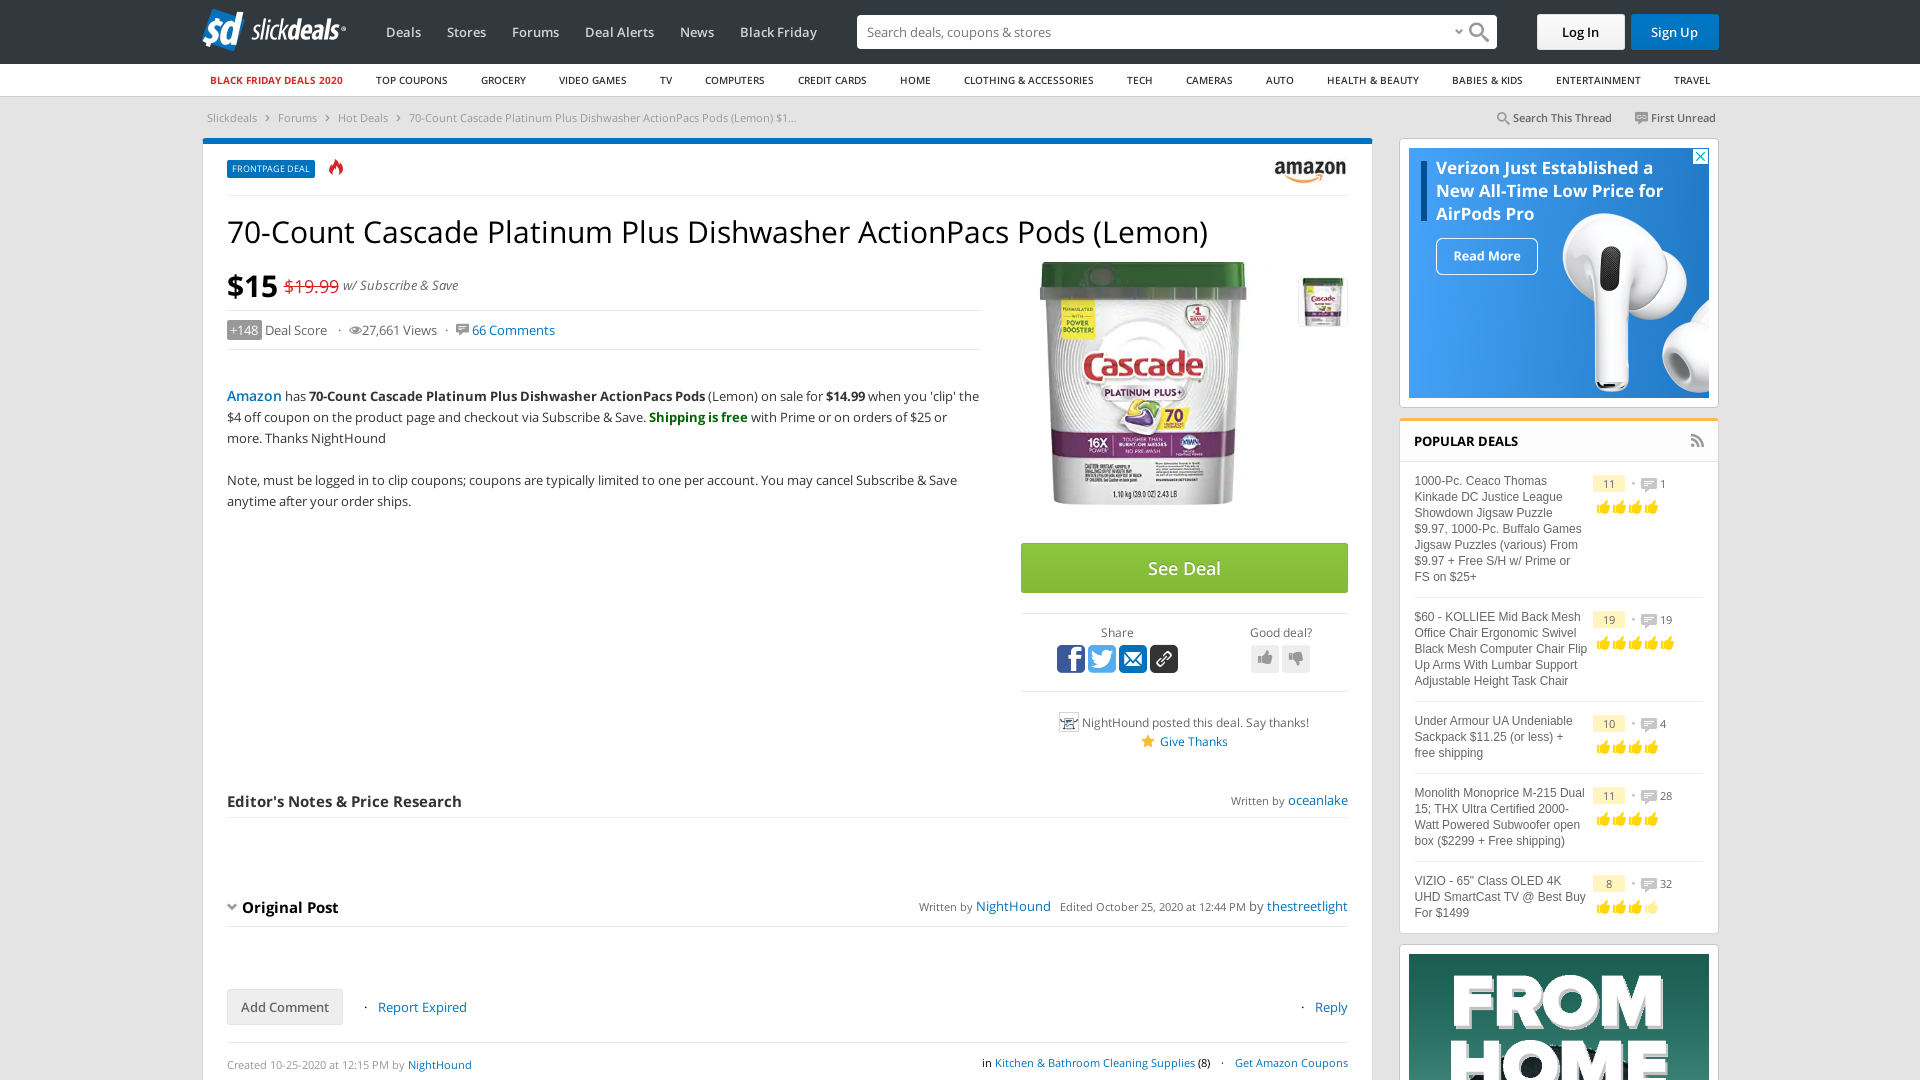 slickdeals
Deals
Stores
Forums
Deal Alerts
News
Black Friday
Search deals, coupons & stores
Log In
Sign Up
BLACK FRIDAY DEALS 2020
TOP COUPONS
GROCERY
VIDEO GAMES
TV
COMPUTERS
CREDIT CARDS
HOME
CLOTHING & ACCESSORIES
TECH
CAMERAS
AUTO
HEALTH & BEAUTY
BABIES & KIDS
ENTERTAINMENT
TRAVEL
Slickdeals > Forums > Hot Deals > 70-Count Cascade Platinum Plus Dishwasher ActionPacs Pods (Lemon) $1...
Search This Thread
First Unread
FRONTPAGE DEAL
amazon
70-Count Cascade Platinum Plus Dishwasher ActionPacs Pods (Lemon)
$15 $19.99 w/ Subscribe & Save
+148 Deal Score · 27,661 Views · 66 Comments
Amazon has 70-Count Cascade Platinum Plus Dishwasher ActionPacs Pods (Lemon) on sale for $14.99 when you 'clip' the
$4 off coupon on the product page and checkout via Subscribe & Save. Shipping is free with Prime or on orders of $25 or
more. Thanks NightHound
Note, must be logged in to clip coupons; coupons are typically limited to one per account. You may cancel Subscribe & Save
anytime after your order ships.
FORMULATED
WITH
POWER
BOOSTER!
#1
Cascade
PLATINUM PLUS+
70
16X
POWER
TOUGHER THAN
BURNT-ON MESSES
NO PRE-WASH
1.10 kg (39.0 OZ) 2.43 LB
Cascade
See Deal
Share
Good deal?
NightHound posted this deal. Say thanks!
Give Thanks
Editor's Notes & Price Research
Written by oceanlake
Original Post
Written by NightHound Edited October 25, 2020 at 12:44 PM by thestreetlight
Add Comment · Report Expired
· Reply
Created 10-25-2020 at 12:15 PM by NightHound
in Kitchen & Bathroom Cleaning Supplies (8) · Get Amazon Coupons
Verizon Just Established a
New All-Time Low Price for
AirPods Pro
Read More
POPULAR DEALS
1000-Pc. Ceaco Thomas
Kinkade DC Justice League
Showdown Jigsaw Puzzle
$9.97, 1000-Pc. Buffalo Games
Jigsaw Puzzles (various) From
$9.97 + Free S/H w/ Prime or
FS on $25+
11 • 1
$60 - KOLLIEE Mid Back Mesh
Office Chair Ergonomic Swivel
Black Mesh Computer Chair Flip
Up Arms With Lumbar Support
Adjustable Height Task Chair
19 • 19
Under Armour UA Undeniable
Sackpack $11.25 (or less) +
free shipping
10 • 4
Monolith Monoprice M-215 Dual
15; THX Ultra Certified 2000-
Watt Powered Subwoofer open
box ($2299 + Free shipping)
11 • 28
VIZIO - 65" Class OLED 4K
UHD SmartCast TV @ Best Buy
For $1499
8 • 32
FROM
HOME